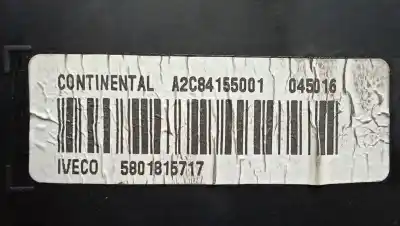 CONTINENTAL A2C84155001 045016
IVECO 5801815717